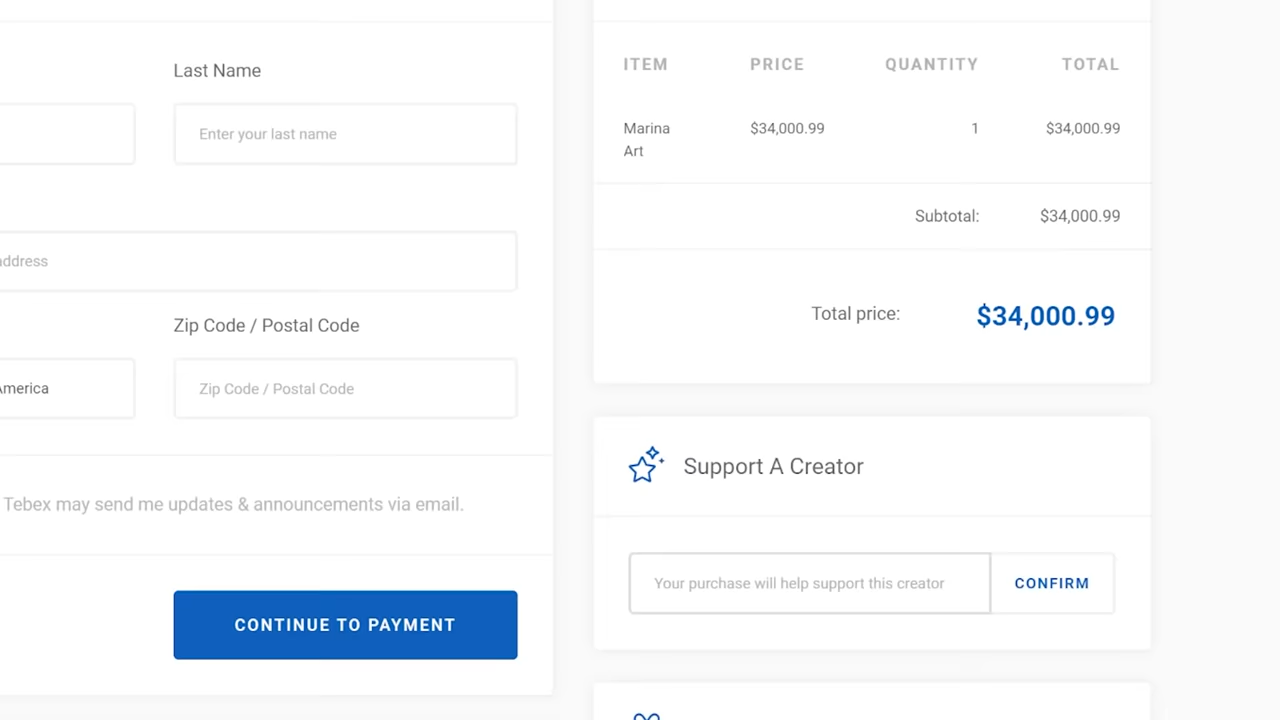 Last Name
Enter your last name
address
Zip Code / Postal Code
America
Zip Code / Postal Code
Tebex may send me updates & announcements via email.
CONTINUE TO PAYMENT
ITEM PRICE QUANTITY TOTAL
Marina $34,000.99 1 $34,000.99
Art
Subtotal: $34,000.99
Total price: $34,000.99
Support A Creator
Your purchase will help support this creator
CONFIRM